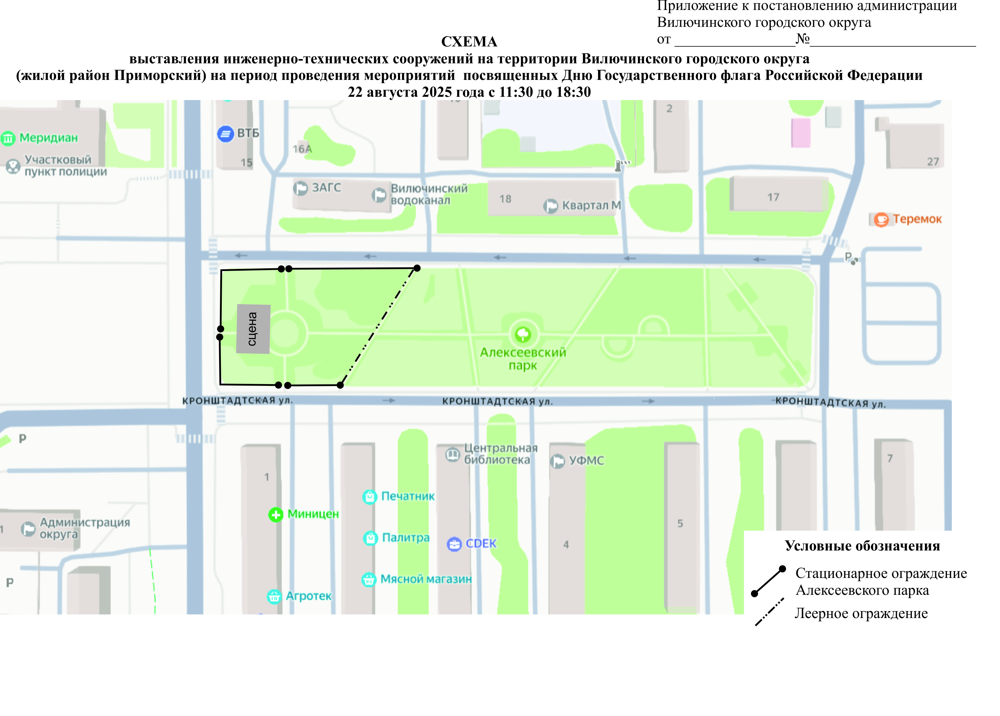 Приложение к постановлению администрации
Вилючинского городского округа
от ________________№______________________
СХЕМА
выставления инженерно-технических сооружений на территории Вилючинского городского округа
(жилой район Приморский) на период проведения мероприятий  посвященных Дню Государственного флага Российской Федерации
22 августа 2025 года с 11:30 до 18:30
2
Меридиан
ВТБ
16А
Участковый
пункт полиции
15
27
ЗАГС
Вилючинский
водоканал
18
Квартал М
17
Теремок
P
сцена
Алексеевский
парк
КРОНШТАДТСКАЯ ул.
КРОНШТАДТСКАЯ ул.
КРОНШТАДТСКАЯ ул.
P
Центральная
библиотека
УФМС
7
1
Печатник
Миницен
1
Администрация
округа
5
Палитра
CDEK
4
P
Мясной магазин
Агротек
Условные обозначения
Стационарное ограждение
Алексеевского парка
Леерное ограждение